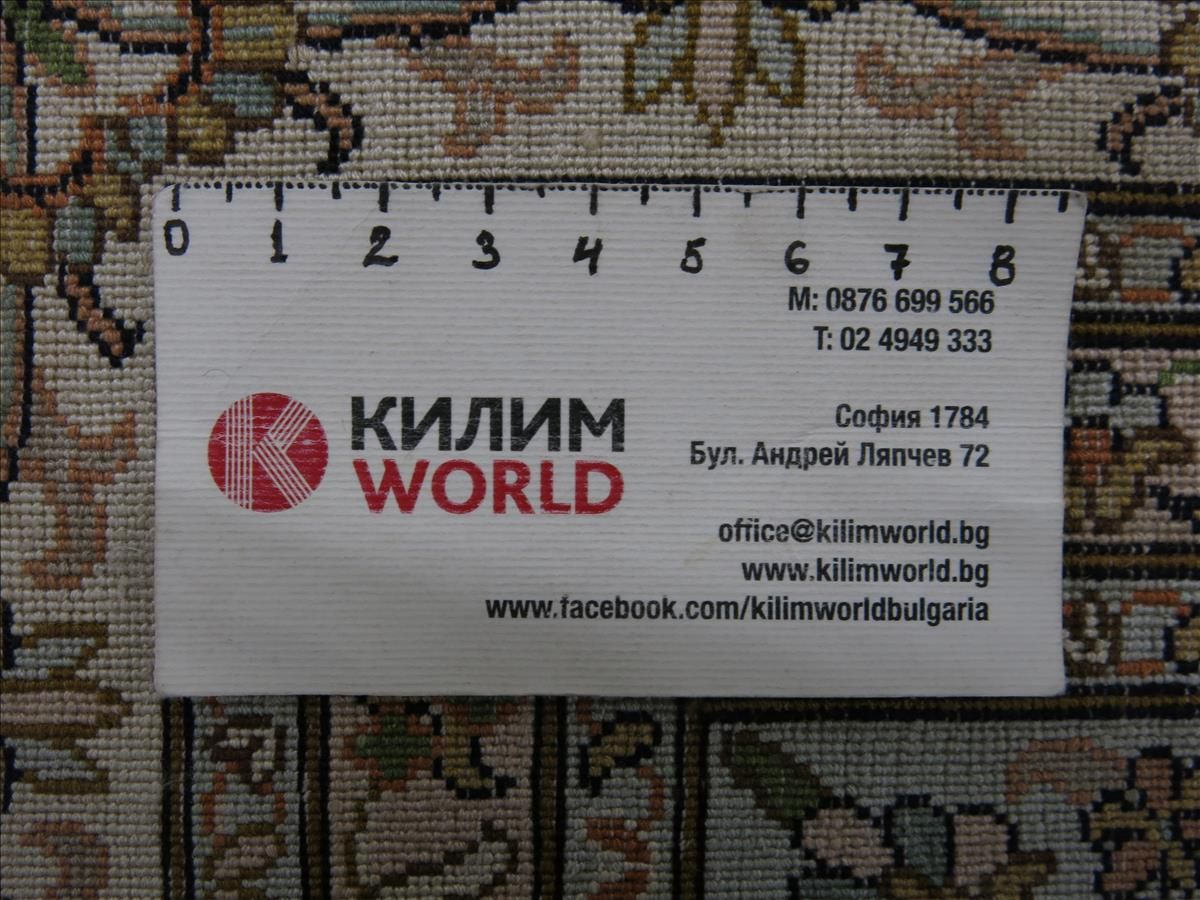 0 1 2 3 4 5 6 7 8
М: 0876 699 566
Т: 02 4949 333
КИЛИМ
WORLD
София 1784
Бул. Андрей Ляпчев 72
office@kilimworld.bg
www.kilimworld.bg
www.facebook.com/kilimworldbulgaria